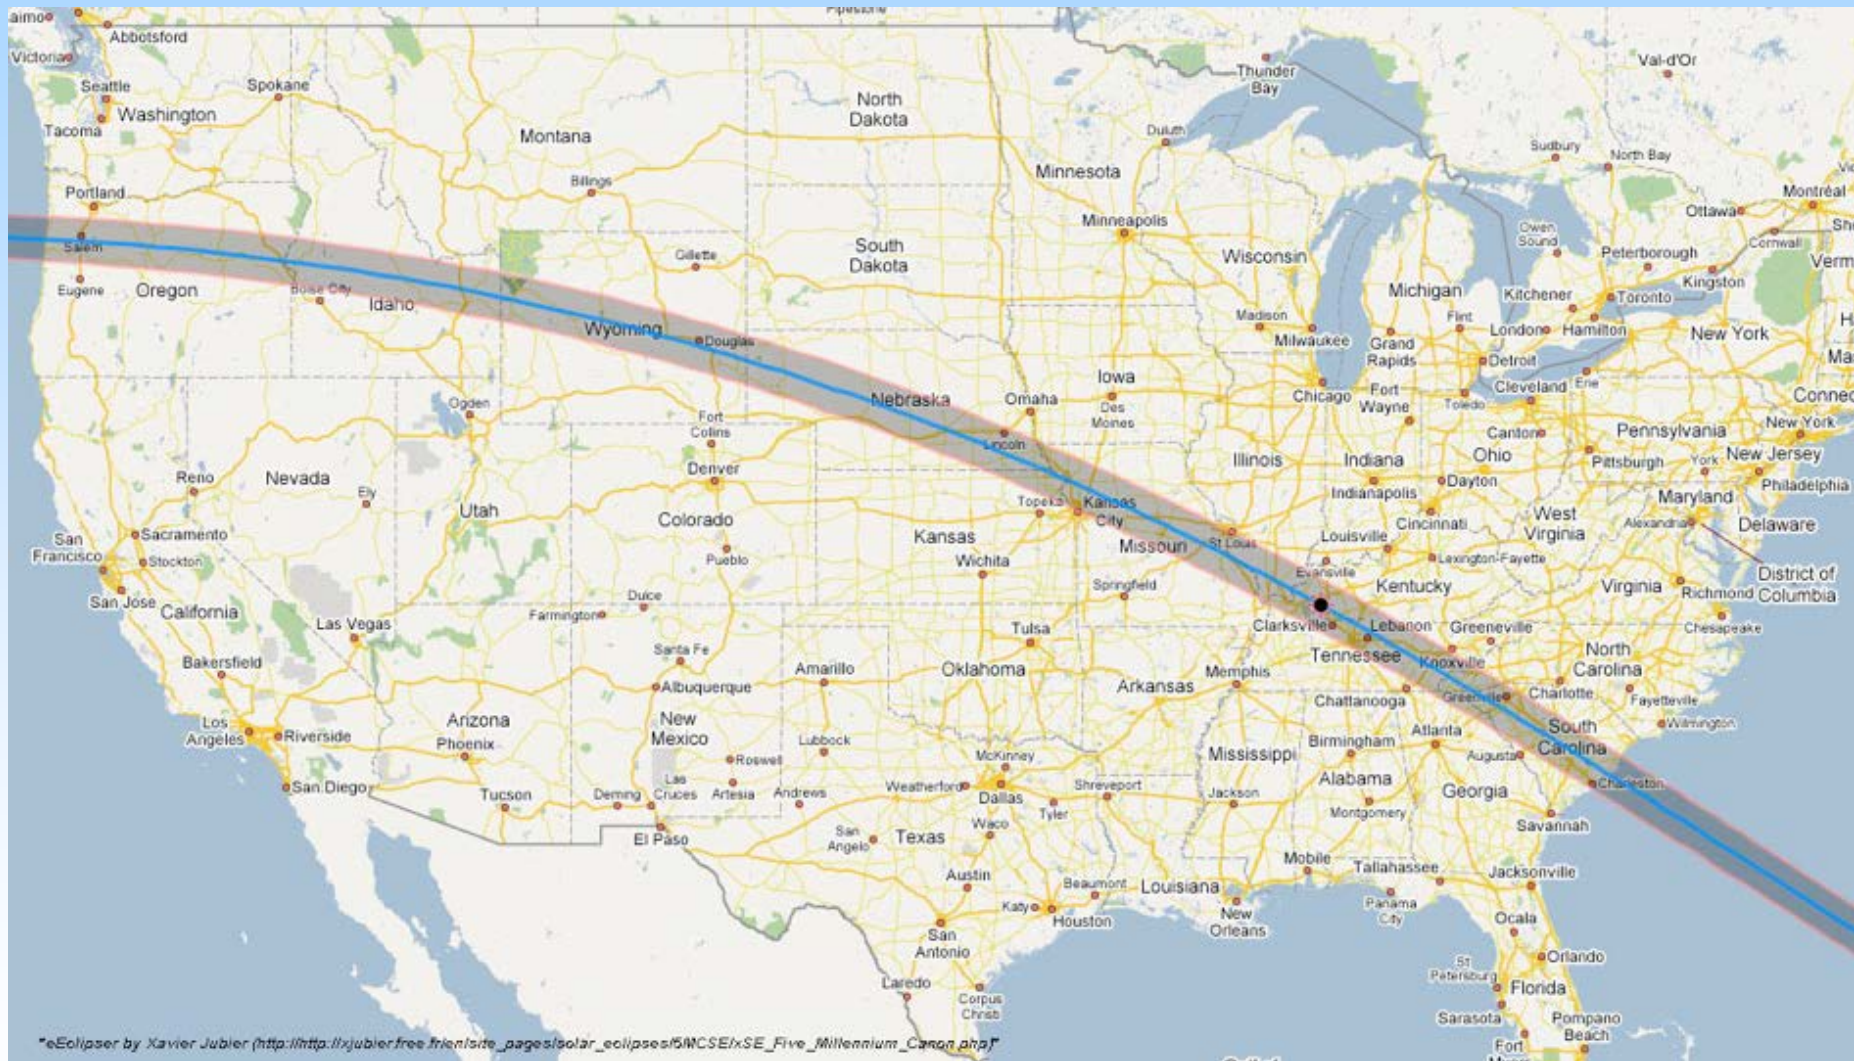 aimo
Abbotsford
Pipestone
Victoria
Seattle
Spokane
Washington
Tacoma
Montana
North
Dakota
Thunder
Bay
Val-d'Or
Duluth
Sudbury
North Bay
Minnesota
Portland
Billings
Montréal
Minneapolis
Ottawa
Salem
Gillette
South
Dakota
Wisconsin
Owen
Sound
Peterborough
Cornwall
Verm
Kingston
Eugene
Oregon
Boise City
Idaho
Michigan
Kitchener
Toronto
Wyoming
Douglas
Madison
Milwaukee
Grand
Rapids
Flint
London
Hamilton
New York
Detroit
Iowa
Ogden
Nebraska
Omaha
Des
Moines
Chicago
Fort
Wayne
Toledo
Cleveland
Erie
Connec
Fort
Collins
Lincoln
Canton
Pennsylvania
New York
Reno
Nevada
Ely
Utah
Denver
Illinois
Indiana
Ohio
Pittsburgh
York
New Jersey
Dayton
Indianapolis
Philadelphia
Maryland
Colorado
Topeka
Kansas
City
Cincinnati
West
Virginia
Alexandria
Delaware
Sacramento
San
Francisco
Stockton
Pueblo
Kansas
Wichita
Missouri
St Louis
Louisville
Lexington-Fayette
Evansville
Kentucky
Virginia
Richmond
District of
Columbia
San Jose
California
Springfield
Dulce
Farmington
Las Vegas
Chesapeake
Clarksville
Lebanon
Greeneville
Tulsa
Tennessee
Knoxville
North
Carolina
Santa Fe
Bakersfield
Amarillo
Oklahoma
Memphis
Albuquerque
Arkansas
Chattanooga
Greenville
Charlotte
Fayetteville
Los
Angeles
Riverside
Arizona
Phoenix
New
Mexico
Lubbock
McKinney
Mississippi
Birmingham
Atlanta
South
Carolina
Wilmington
Augusta
Roswell
San Diego
Las
Cruces
Artesia
Andrews
Weatherford
Dallas
Shreveport
Alabama
Georgia
Charleston
Tucson
Deming
Tyler
Jackson
Montgomery
Savannah
El Paso
San
Angelo
Texas
Waco
Mobile
Tallahassee
Jacksonville
Austin
Beaumont
Louisiana
Panama
City
Katy
Houston
New
Orleans
Ocala
San
Antonio
Orlando
St
Petersburg
Laredo
Corpus
Christi
Florida
Sarasota
Pompano
Beach
Fort
*eEclipser by Xavier Jubier (http://http://xjubier.free.fr/en/site_pages/solar_eclipses/5MCSE/xSE_Five_Millennium_Canon.php)*